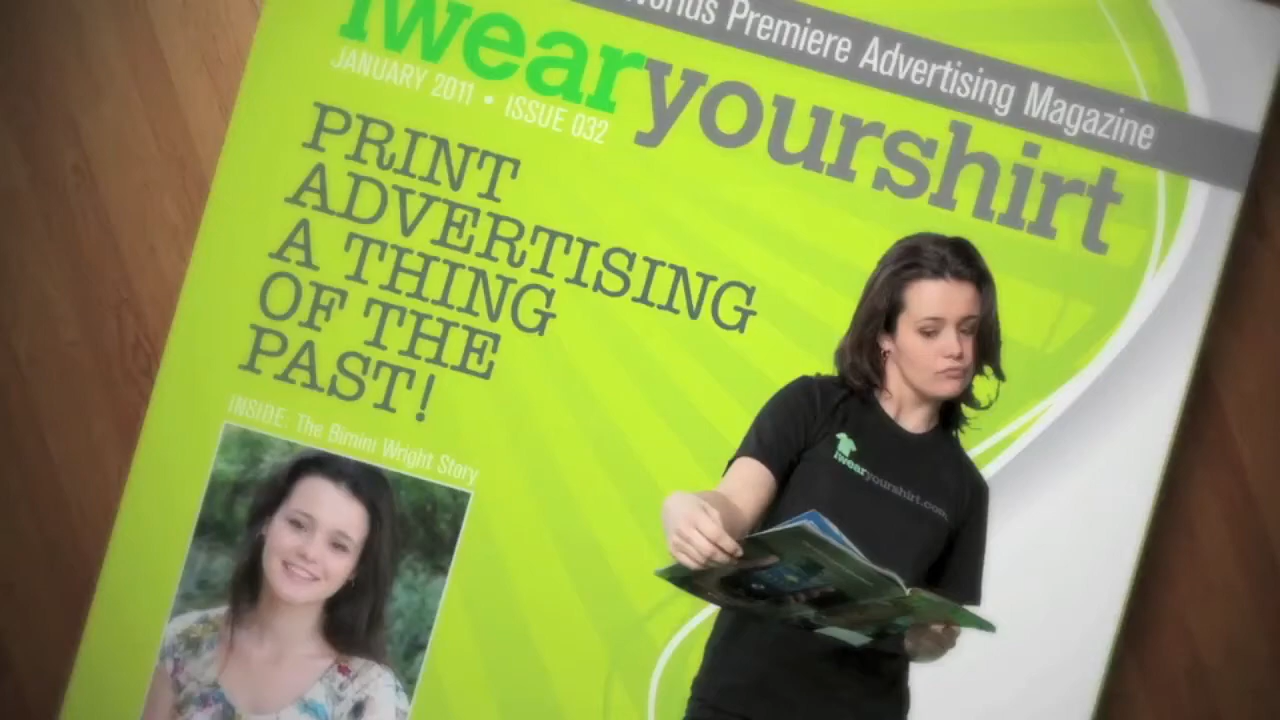 Worlds Premiere Advertising Magazine
iwearyourshirt
JANUARY 2011 • ISSUE 032
PRINT
ADVERTISING
A THING
OF THE
PAST!
INSIDE: The Bimini Wright Story
iwearyourshirt.com